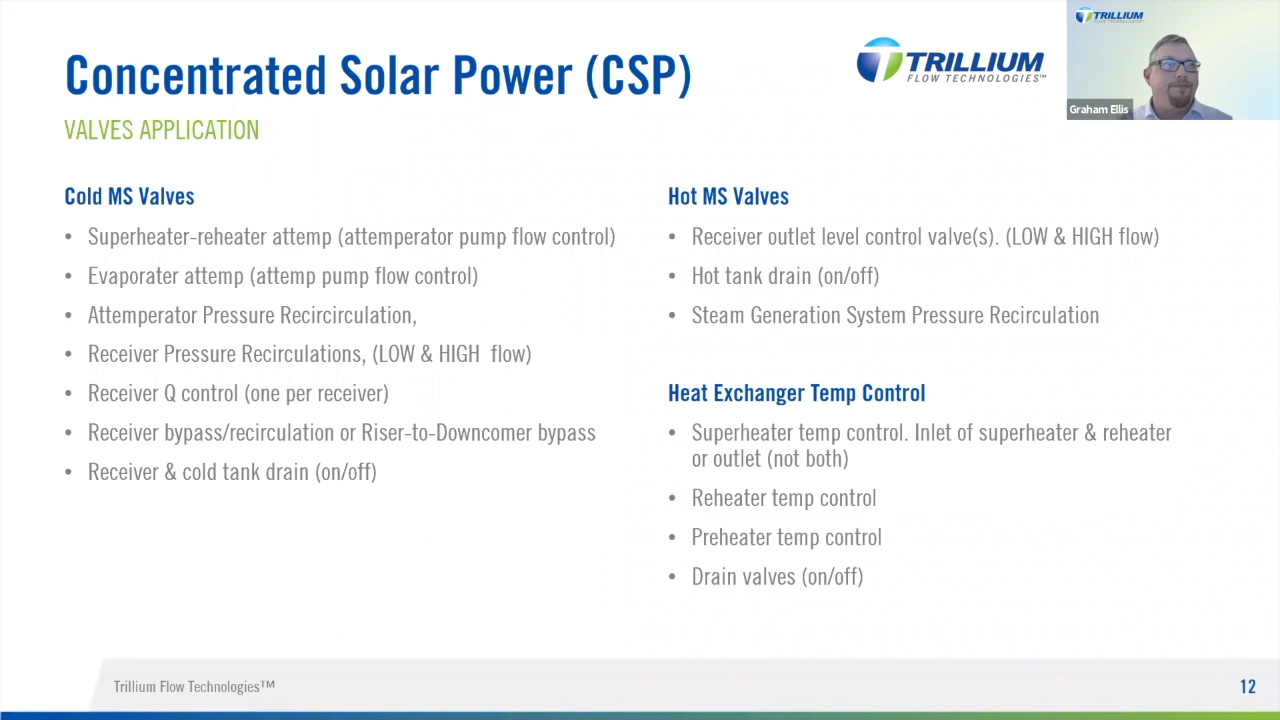 Concentrated Solar Power (CSP)
VALVES APPLICATION
TRILLIUM
FLOW TECHNOLOGIES™
TRILLIUM
FLOW TECHNOLOGIES
Graham Ellis
Cold MS Valves
• Superheater-reheater attemp (attemperator pump flow control)
• Evaporater attemp (attemp pump flow control)
• Attemperator Pressure Recircirculation,
• Receiver Pressure Recirculations, (LOW & HIGH flow)
• Receiver Q control (one per receiver)
• Receiver bypass/recirculation or Riser-to-Downcomer bypass
• Receiver & cold tank drain (on/off)
Hot MS Valves
• Receiver outlet level control valve(s). (LOW & HIGH flow)
• Hot tank drain (on/off)
• Steam Generation System Pressure Recirculation
Heat Exchanger Temp Control
• Superheater temp control. Inlet of superheater & reheater
or outlet (not both)
• Reheater temp control
• Preheater temp control
• Drain valves (on/off)
Trillium Flow Technologies™
12